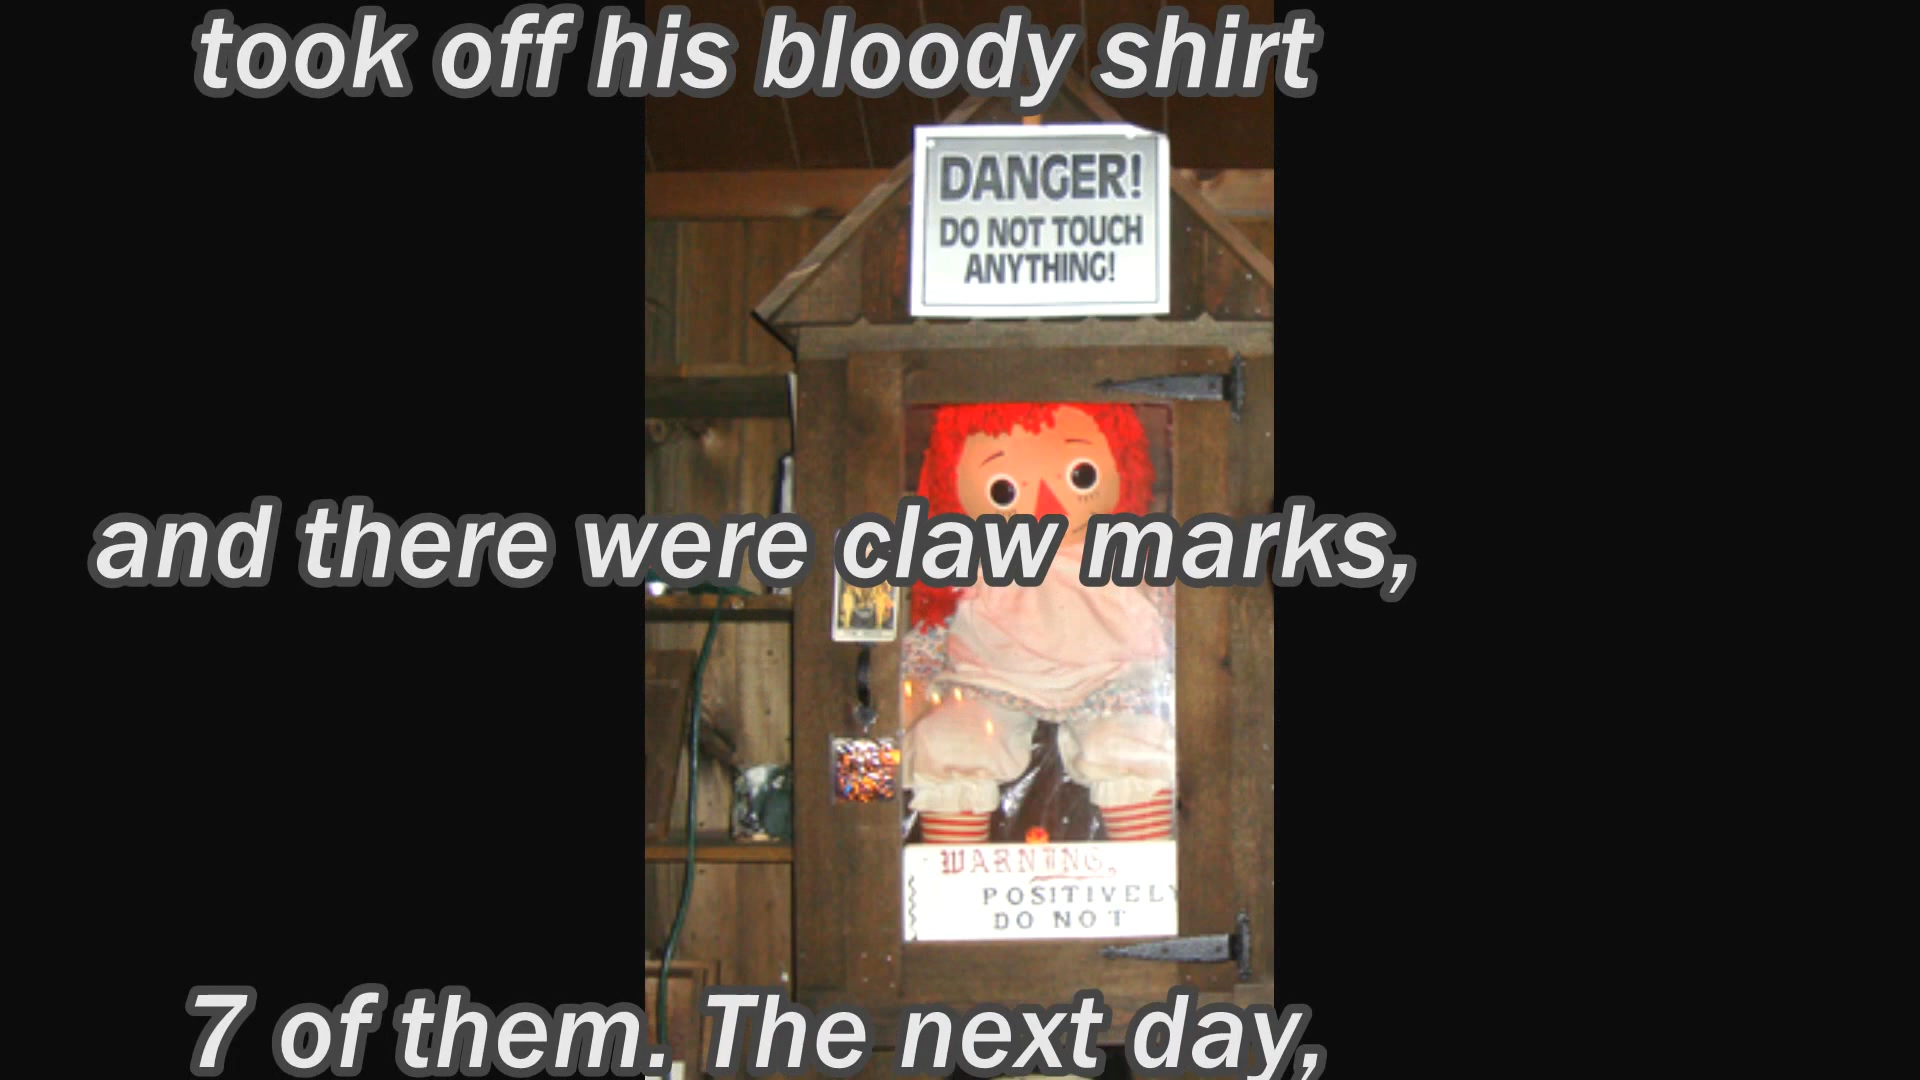 took off his bloody shirt
DANGER!
DO NOT TOUCH
ANYTHING!
and there were claw marks,
WARNING,
POSITIVELY
DO NOT
7 of them. The next day,